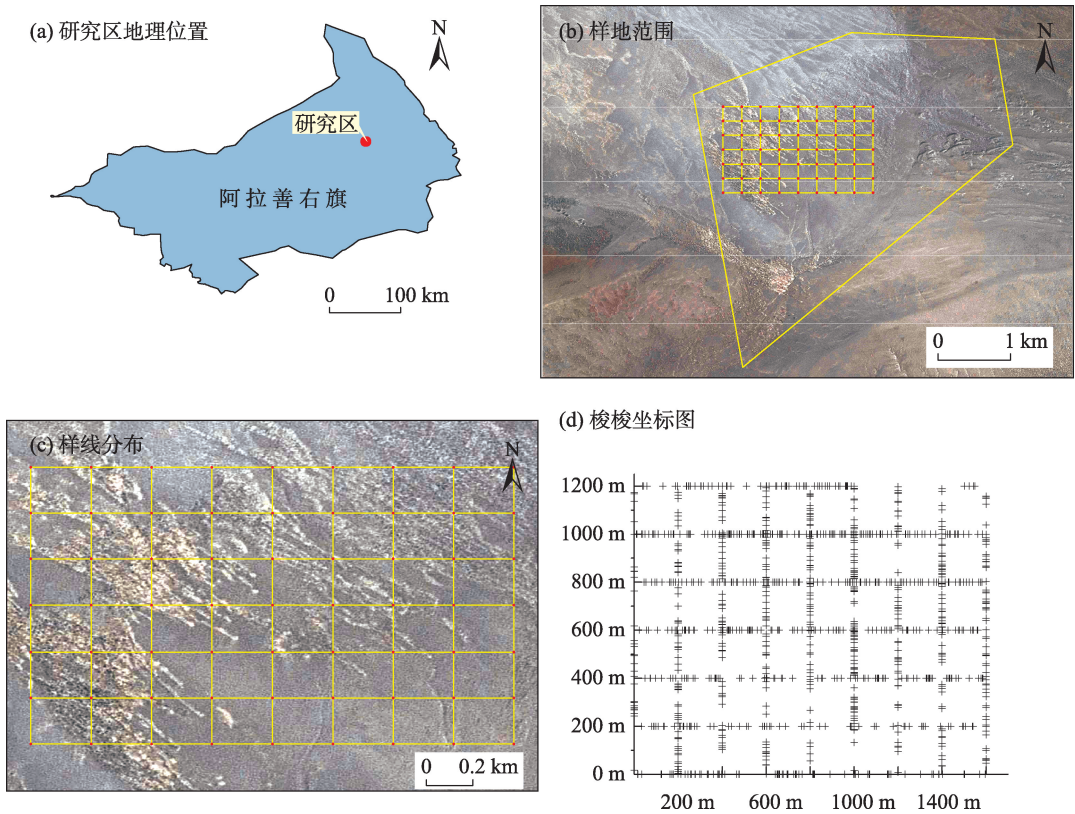 (a) 研究区地理位置
N
研究区
阿拉善右旗
0 100 km
(b) 样地范围
N
0 1 km
(c) 样线分布
N
0 0.2 km
(d) 梭梭坐标图
1200 m
1000 m
800 m
600 m
400 m
200 m
0 m
200 m 600 m 1000 m 1400 m